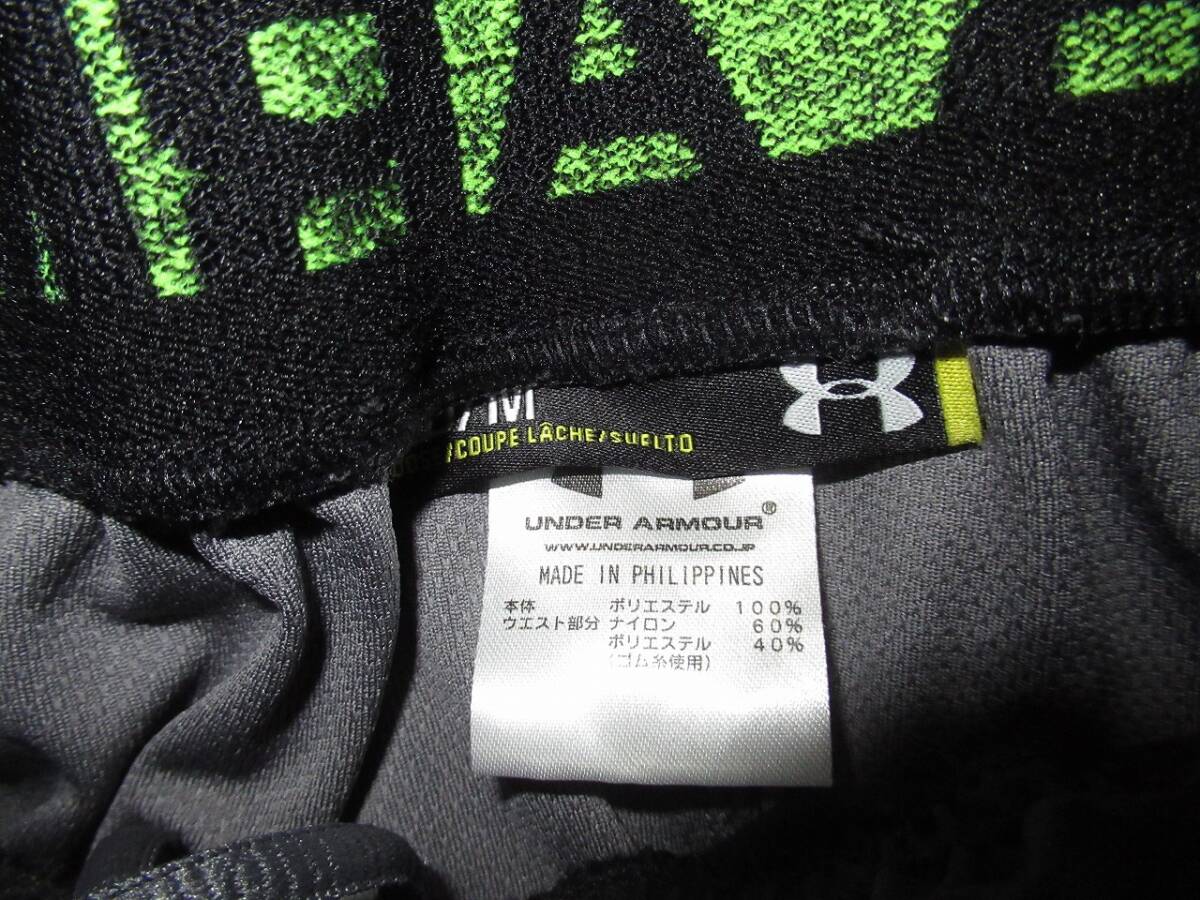 /M
/COUPE LÂCHE/SUELTO
UNDER ARMOUR®
WWW.UNDERARMOUR.CO.JP
MADE IN PHILIPPINES
本体 ポリエステル 100%
ウエスト部分 ナイロン 60%
ポリエステル 40%
(ゴム糸使用)